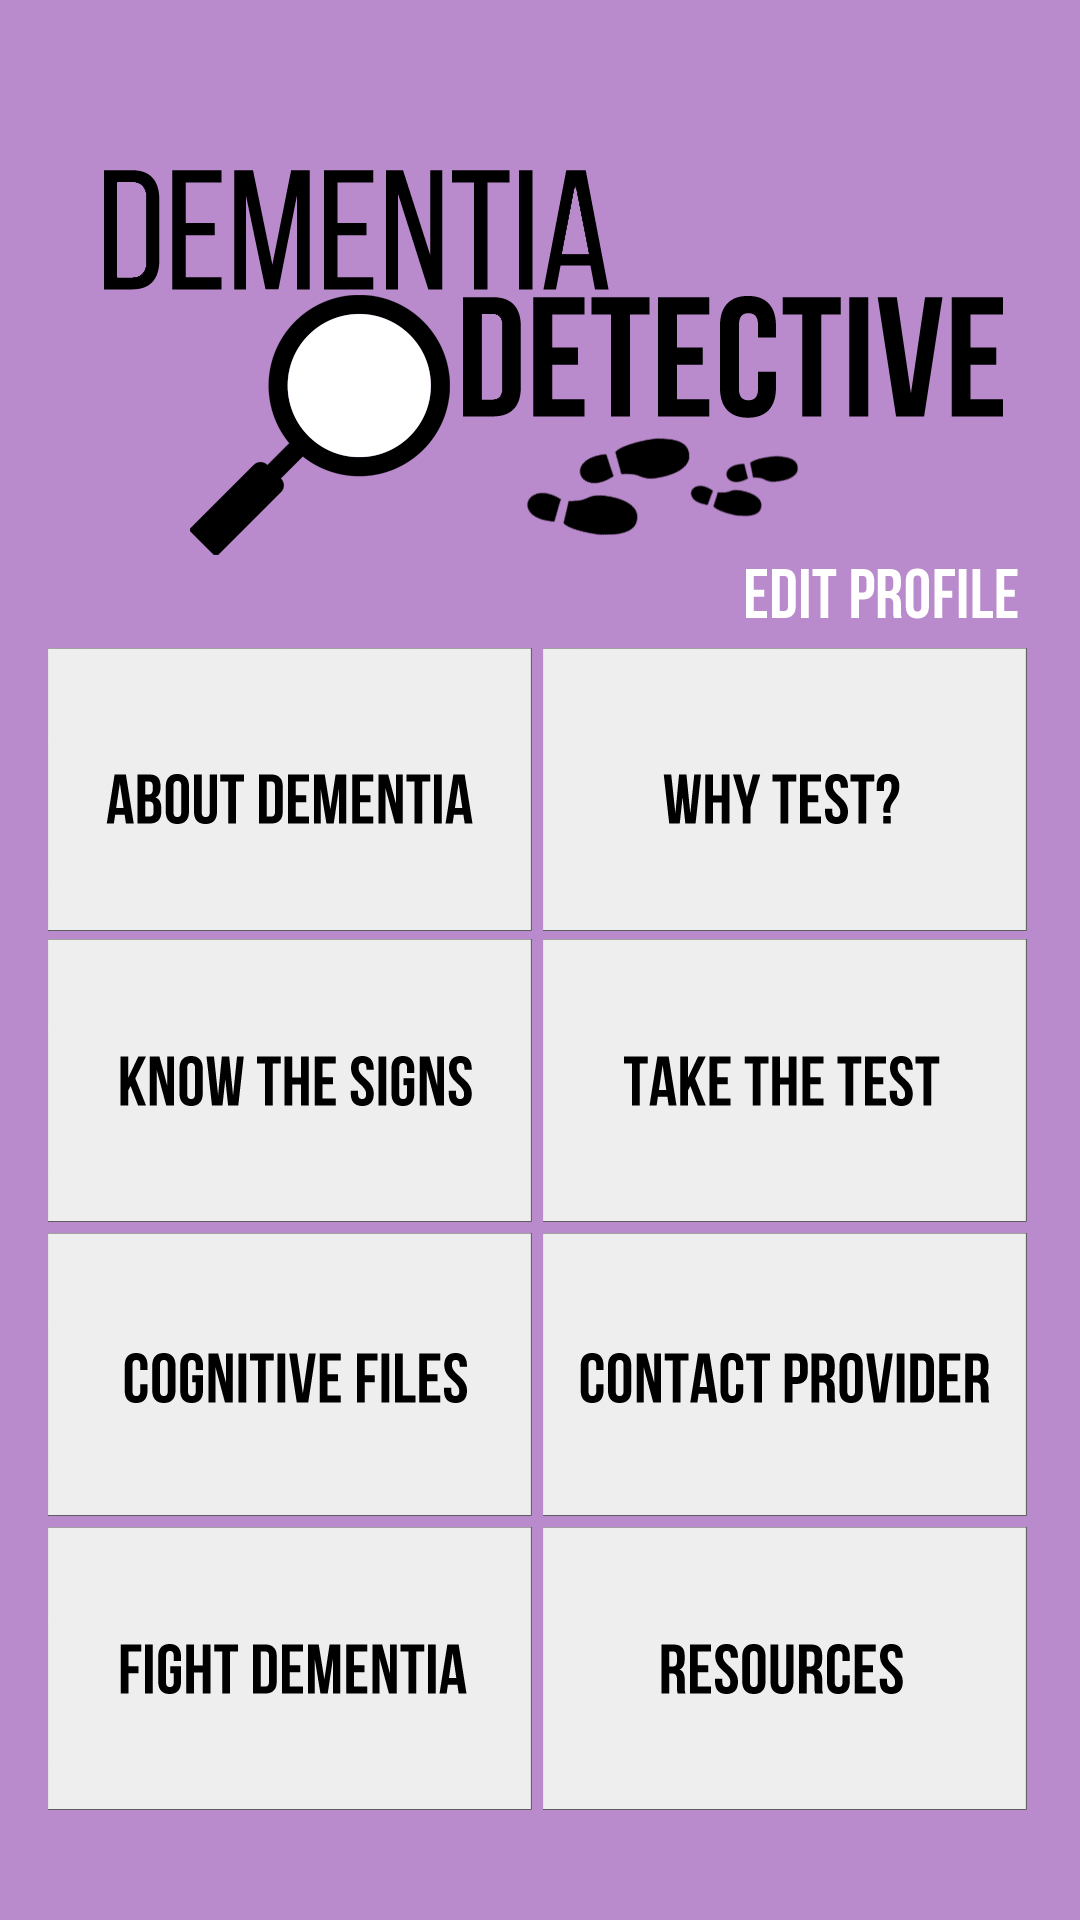 DEMENTIA
DETECTIVE
EDIT PROFILE
ABOUT DEMENTIA
WHY TEST?
KNOW THE SIGNS
TAKE THE TEST
COGNITIVE FILES
CONTACT PROVIDER
FIGHT DEMENTIA
RESOURCES